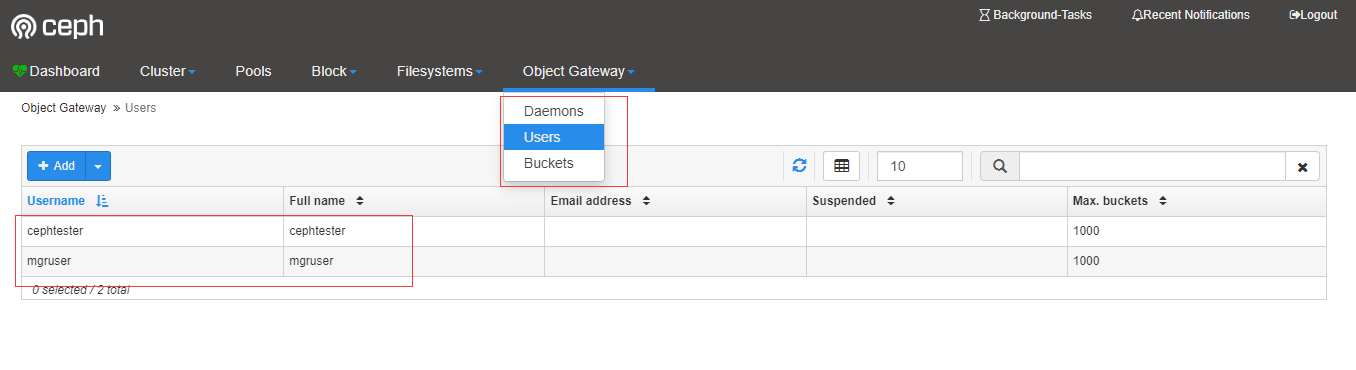 ceph
Background-Tasks Recent Notifications Logout
Dashboard Cluster Pools Block Filesystems Object Gateway
Object Gateway » Users
Daemons
Users
Buckets
Add 10
Username Full name Email address Suspended Max. buckets
cephtester cephtester 1000
mgruser mgruser 1000
0 selected / 2 total